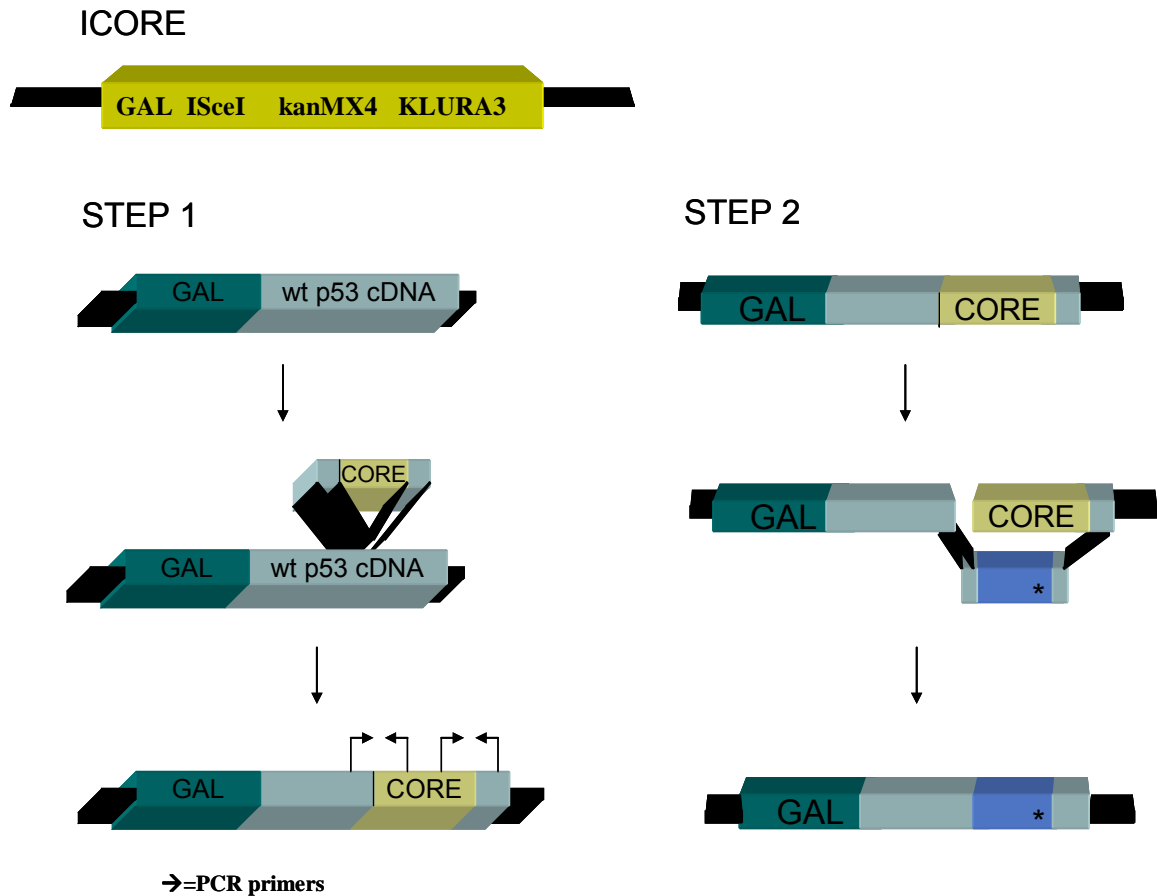 ICORE
GAL ISceI kanMX4 KLURA3
STEP 1
GAL wt p53 cDNA
CORE
GAL wt p53 cDNA
GAL CORE
➔=PCR primers
STEP 2
GAL CORE
GAL CORE
*
GAL *